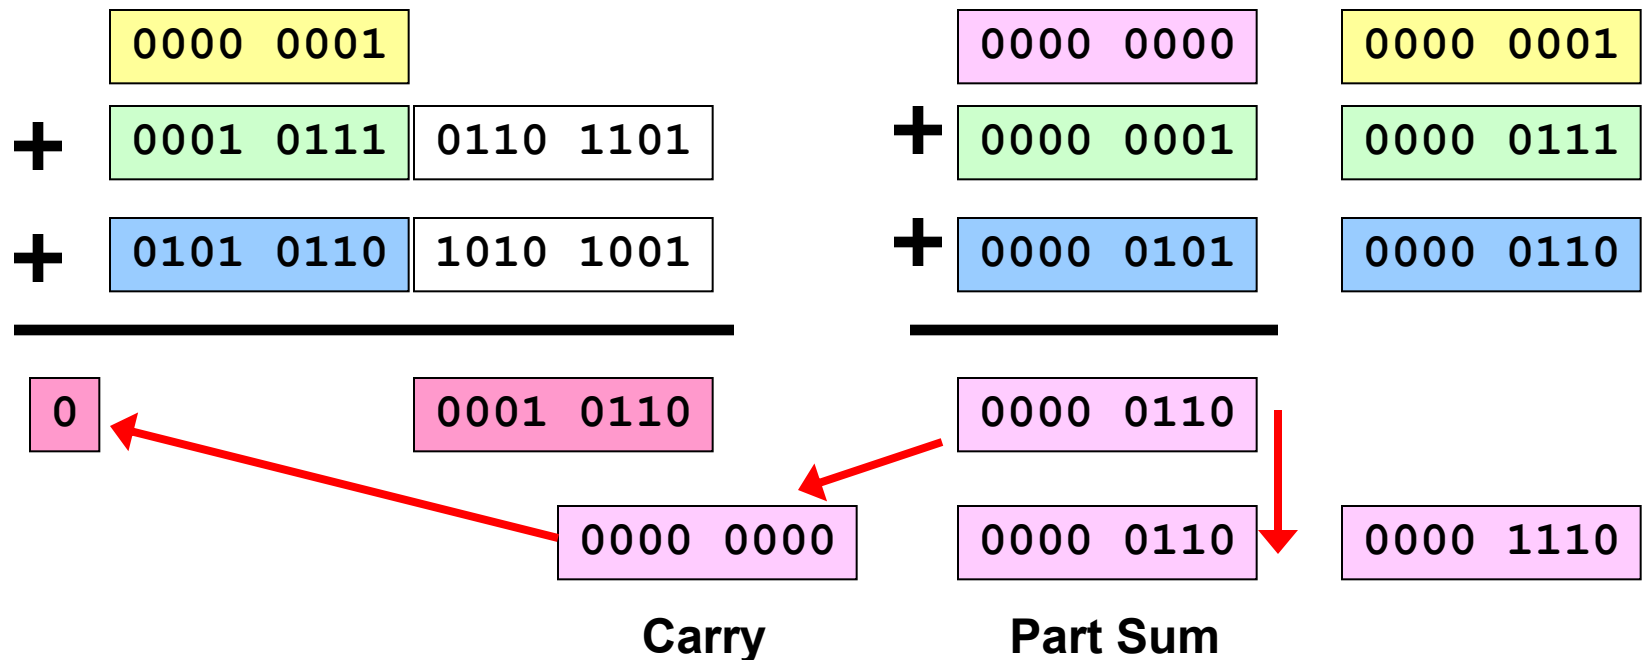 0000 0001 0000 0000 0000 0001
+ 0001 0111 0110 1101 + 0000 0001 0000 0111
+ 0101 0110 1010 1001 + 0000 0101 0000 0110
0 0001 0110 0000 0110
0000 0000 0000 0110 0000 1110
Carry Part Sum